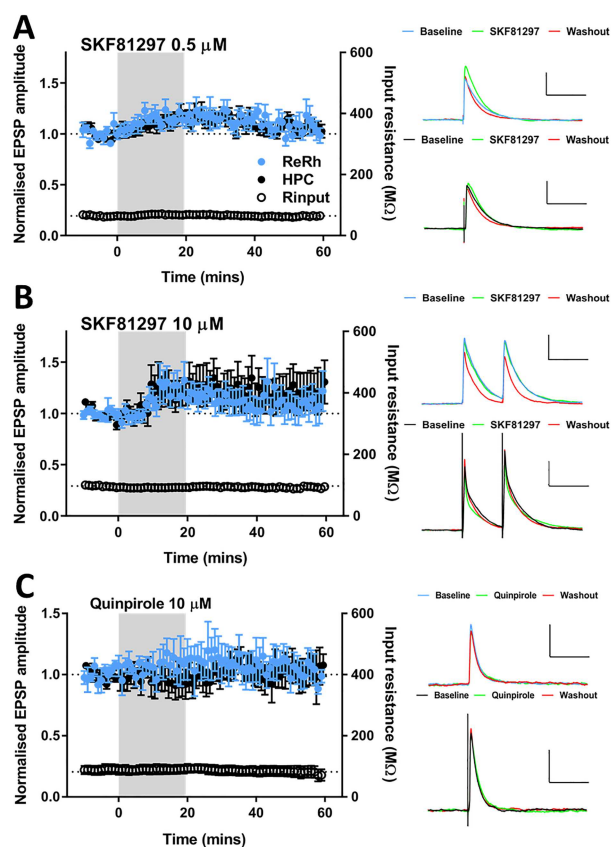 A
SKF81297 0.5 µM
Normalised EPSP amplitude
1.5
1.0
0.5
0.0
600
400
200
0
Input resistance (MΩ)
ReRh
HPC
Rinput
0 20 40 60
Time (mins)
Baseline SKF81297 Washout
Baseline SKF81297 Washout
B
SKF81297 10 µM
Normalised EPSP amplitude
1.5
1.0
0.5
0.0
600
400
200
0
Input resistance (MΩ)
0 20 40 60
Time (mins)
Baseline SKF81297 Washout
Baseline SKF81297 Washout
C
Quinpirole 10 µM
Normalised EPSP amplitude
1.5
1.0
0.5
0.0
600
400
200
0
Input resistance (MΩ)
0 20 40 60
Time (mins)
Baseline Quinpirole Washout
Baseline Quinpirole Washout